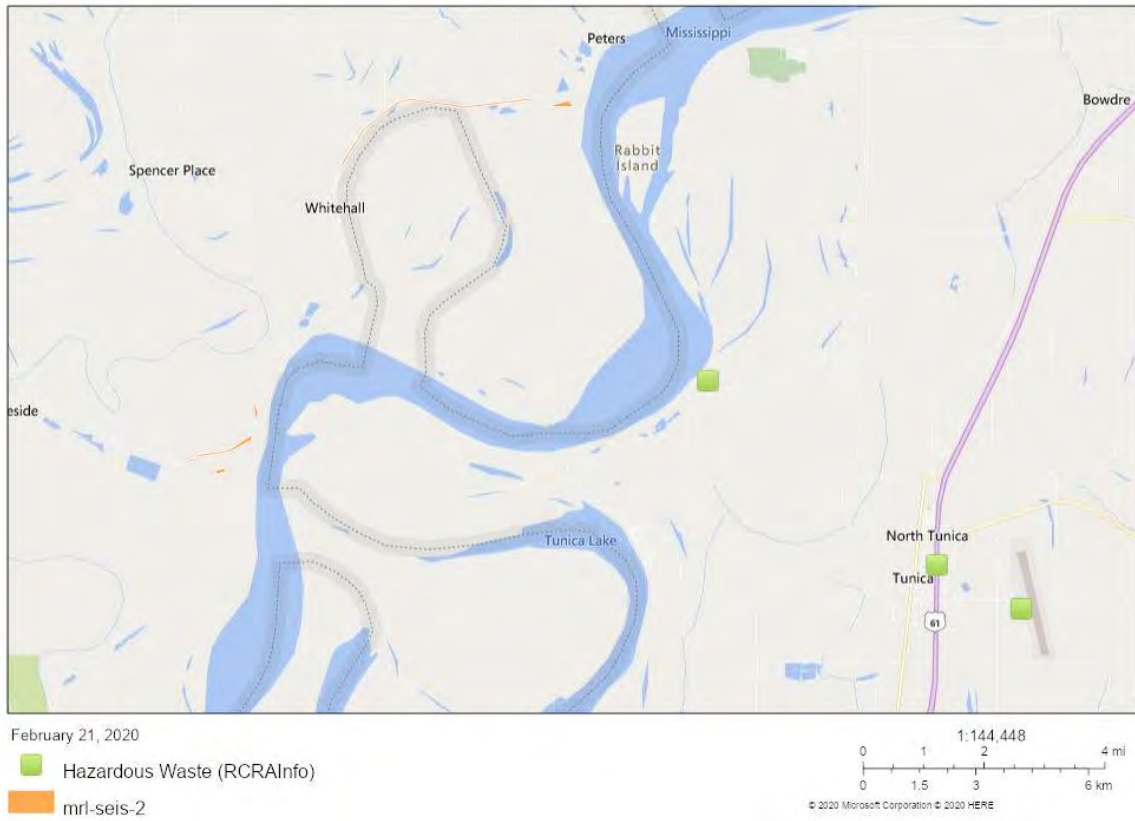 Peters
Mississippi
Bowdre
Rabbit
Island
Spencer Place
Whitehall
eside
Tunica Lake
North Tunica
Tunica
61
February 21, 2020
Hazardous Waste (RCRAInfo)
mrl-seis-2
1:144,448
0 1 2 4 mi
0 1.5 3 6 km
© 2020 Microsoft Corporation © 2020 HERE